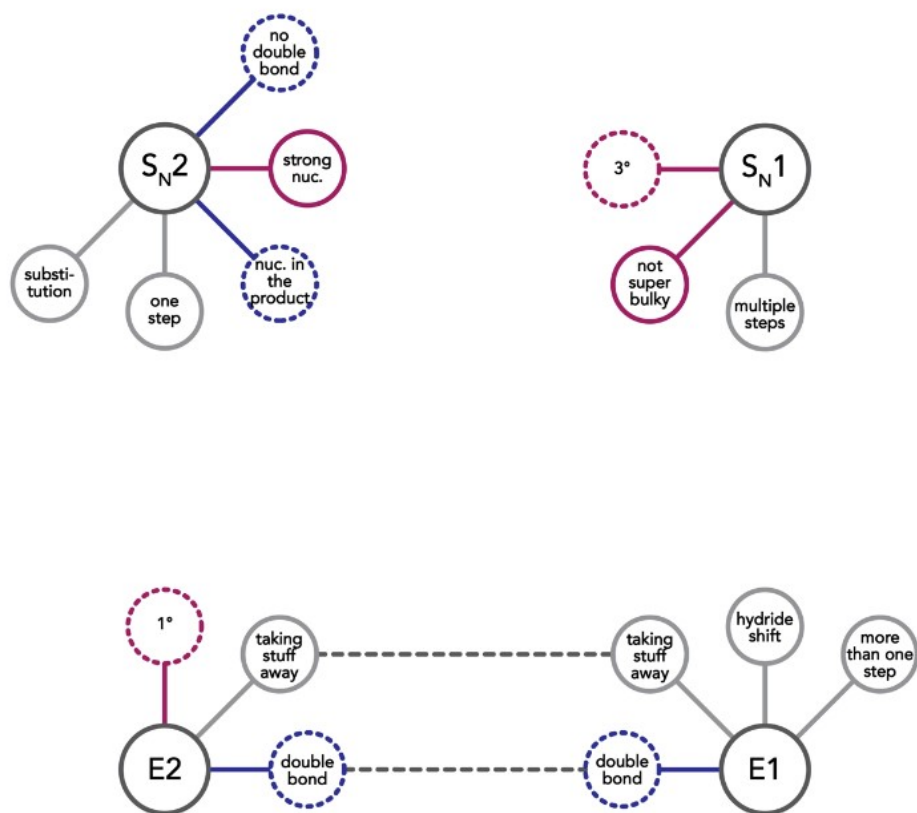 no
double
bond
S_N2
strong
nuc.
substi-
tution
one
step
nuc. in
the
product
3°
S_N1
not
super
bulky
multiple
steps
1°
taking
stuff
away
taking
stuff
away
hydride
shift
more
than one
step
E2
double
bond
double
bond
E1